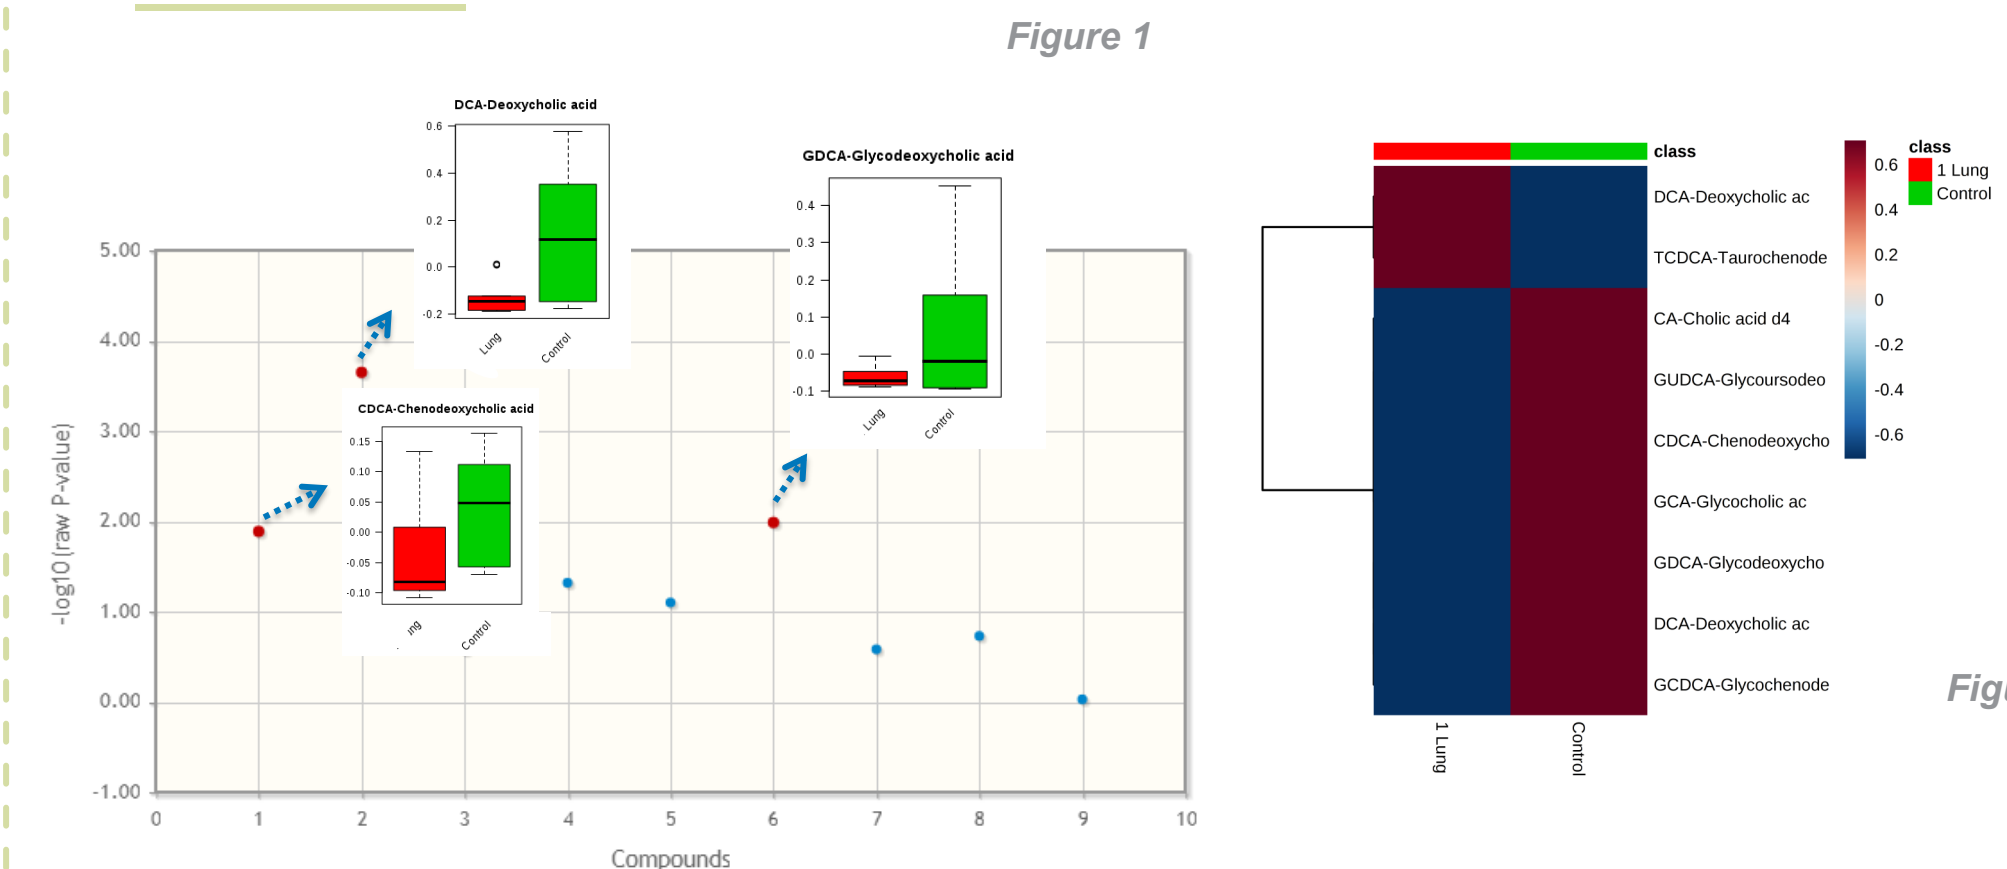 Figure 1
DCA-Deoxycholic acid
0.6
0.4
0.2
0.0
-0.2
Lung
Control
GDCA-Glycodeoxycholic acid
0.4
0.3
0.2
0.1
0.0
-0.1
Lung
Control
CDCA-Chenodeoxycholic acid
0.15
0.10
0.05
0.00
-0.05
-0.10
Control
-log10(raw P-value)
5.00
4.00
3.00
2.00
1.00
0.00
-1.00
0 1 2 3 4 5 6 7 8 9 10
Compounds
class
DCA-Deoxycholic ac
TCDCA-Taurochenode
CA-Cholic acid d4
GUDCA-Glycoursodeo
CDCA-Chenodeoxycho
GCA-Glycocholic ac
GDCA-Glycodeoxycho
DCA-Deoxycholic ac
GCDCA-Glycochenode
1 Lung
Control
0.6
0.4
0.2
0
-0.2
-0.4
-0.6
class
1 Lung
Control